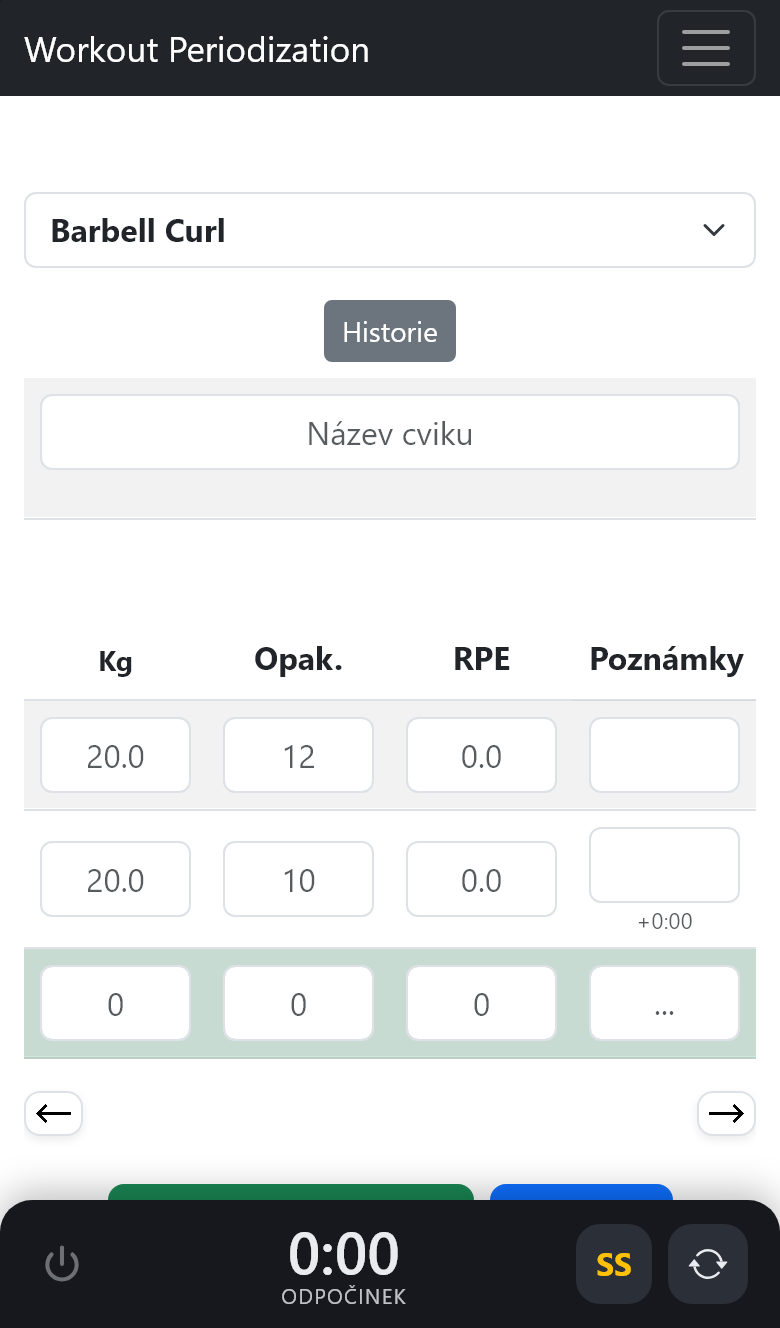 Workout Periodization
Barbell Curl
Historie
Název cviku
Kg Opak. RPE Poznámky
20.0 12 0.0
20.0 10 0.0
+0:00
0 0 0 ...
0:00
ODPOČINEK
SS